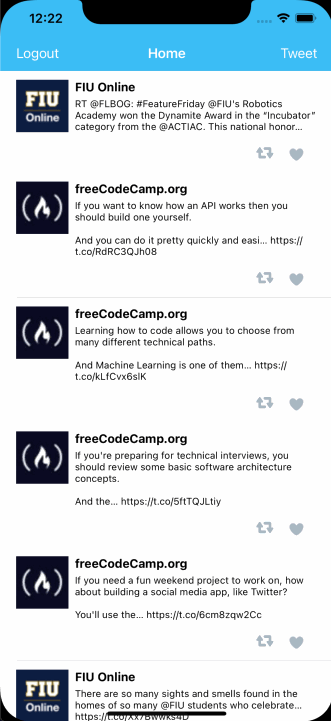 12:22
Logout Home Tweet
FIU
Online
FIU Online
RT @FLBOG: #FeatureFriday @FIU's Robotics
Academy won the Dynamite Award in the “Incubator”
category from the @ACTIAC. This national honor...
freeCodeCamp.org
If you want to know how an API works then you
should build one yourself.
And you can do it pretty quickly and easi... https://
t.co/RdRC3QJh08
freeCodeCamp.org
Learning how to code allows you to choose from
many different technical paths.
And Machine Learning is one of them... https://
t.co/kLfCvx6slK
freeCodeCamp.org
If you're preparing for technical interviews, you
should review some basic software architecture
concepts.
And the... https://t.co/5ftTQJLtiy
freeCodeCamp.org
If you need a fun weekend project to work on, how
about building a social media app, like Twitter?
You'll use the... https://t.co/6cm8zqw2Cc
FIU
Online
FIU Online
There are so many sights and smells found in the
homes of so many @FIU students who celebrate...